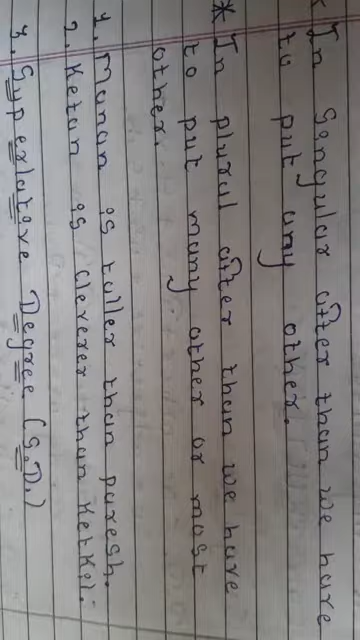 * In Singular after than we have
to put any other.
* In plural after than we have
to put many other or most
other.
1. Manan is taller than paresh.
2. Ketan is cleverer than Ketki.
3. Superlative Degree (S.D.)